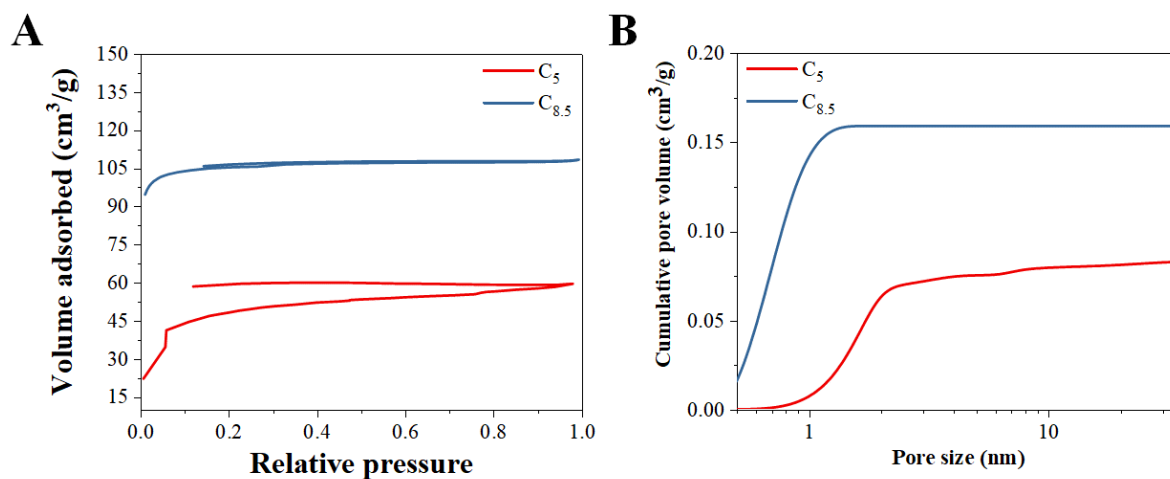 A
Volume adsorbed (cm³/g)
150
135
120
105
90
75
60
45
30
15
C₅
C₈.₅
0.0 0.2 0.4 0.6 0.8 1.0
Relative pressure
B
Cumulative pore volume (cm³/g)
0.20
0.15
0.10
0.05
0.00
C₅
C₈.₅
1 10
Pore size (nm)